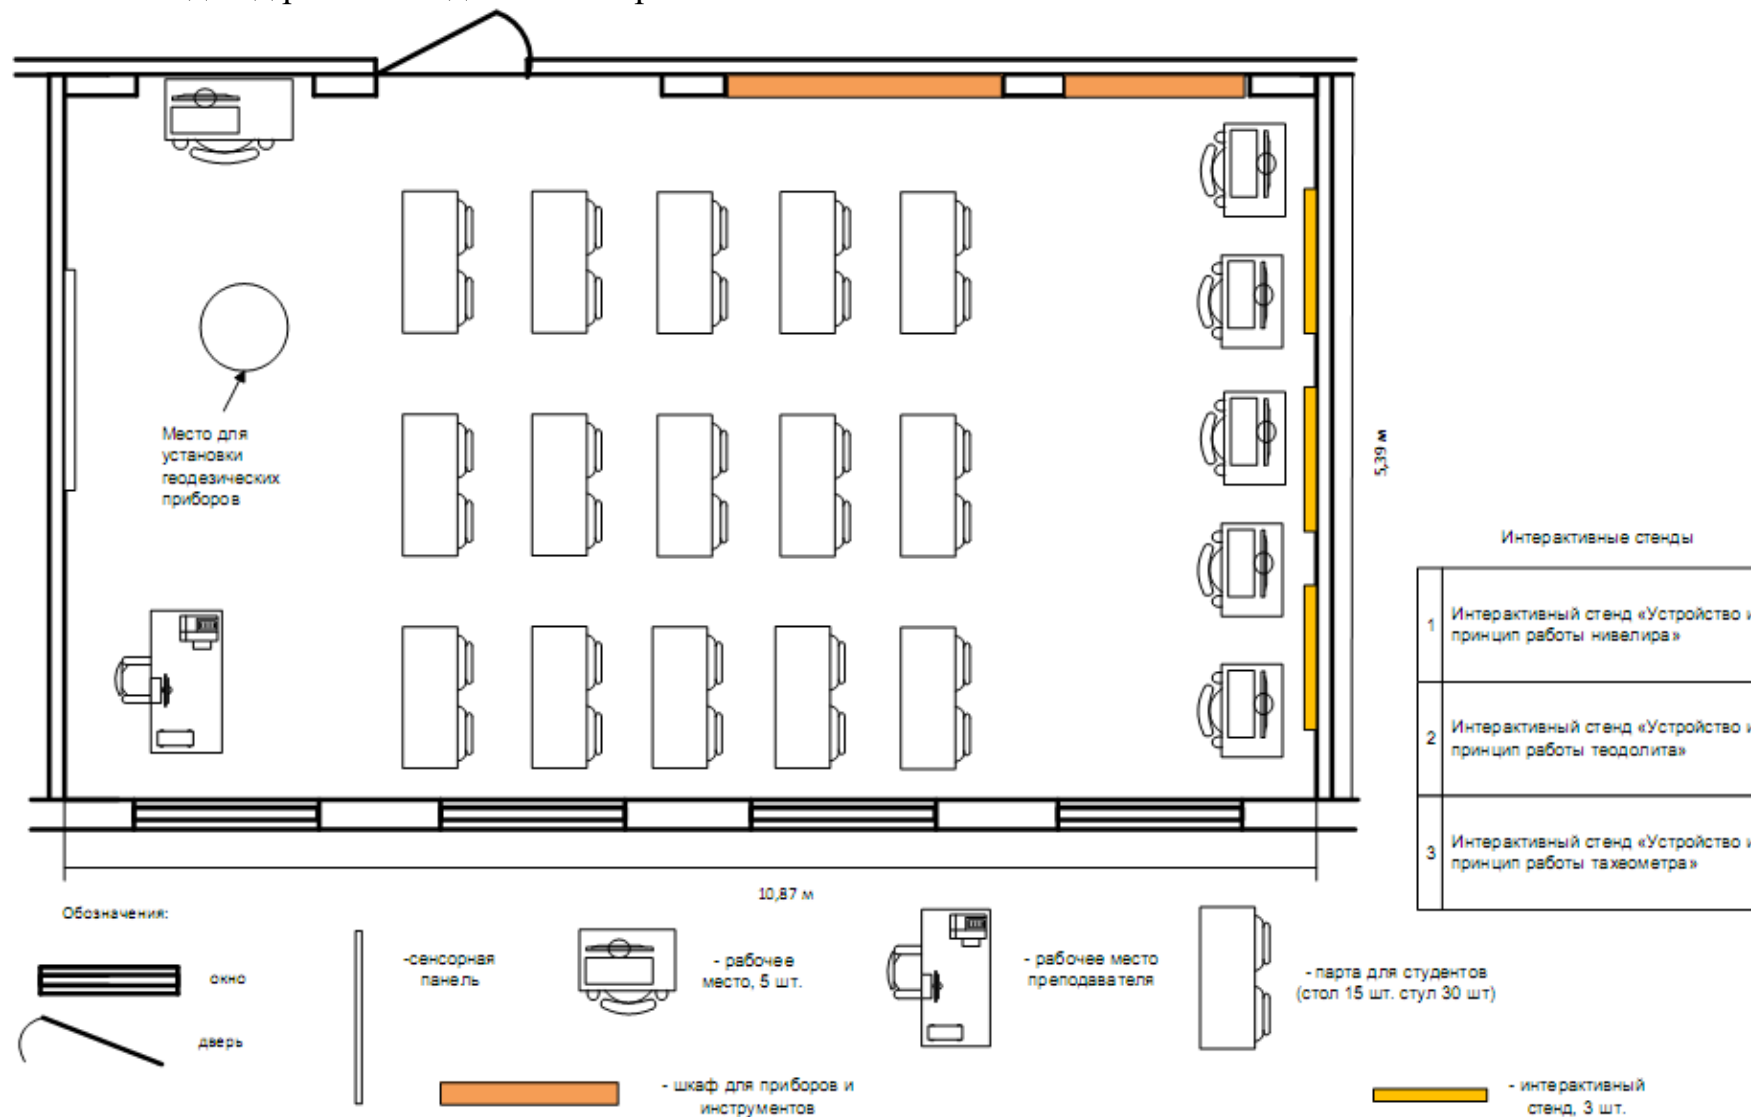 Место для
установки
геодезических
приборов
5,39 м
10,87 м
Интерактивные стенды
1 Интерактивный стенд «Устройство и
принцип работы нивелира»
2 Интерактивный стенд «Устройство и
принцип работы теодолита»
3 Интерактивный стенд «Устройство и
принцип работы тахеометра»
Обозначения:
окно
дверь
-сенсорная
панель
- рабочее
место, 5 шт.
- рабочее место
преподавателя
- парта для студентов
(стол 15 шт. стул 30 шт)
- шкаф для приборов и
инструментов
- интерактивный
стенд, 3 шт.